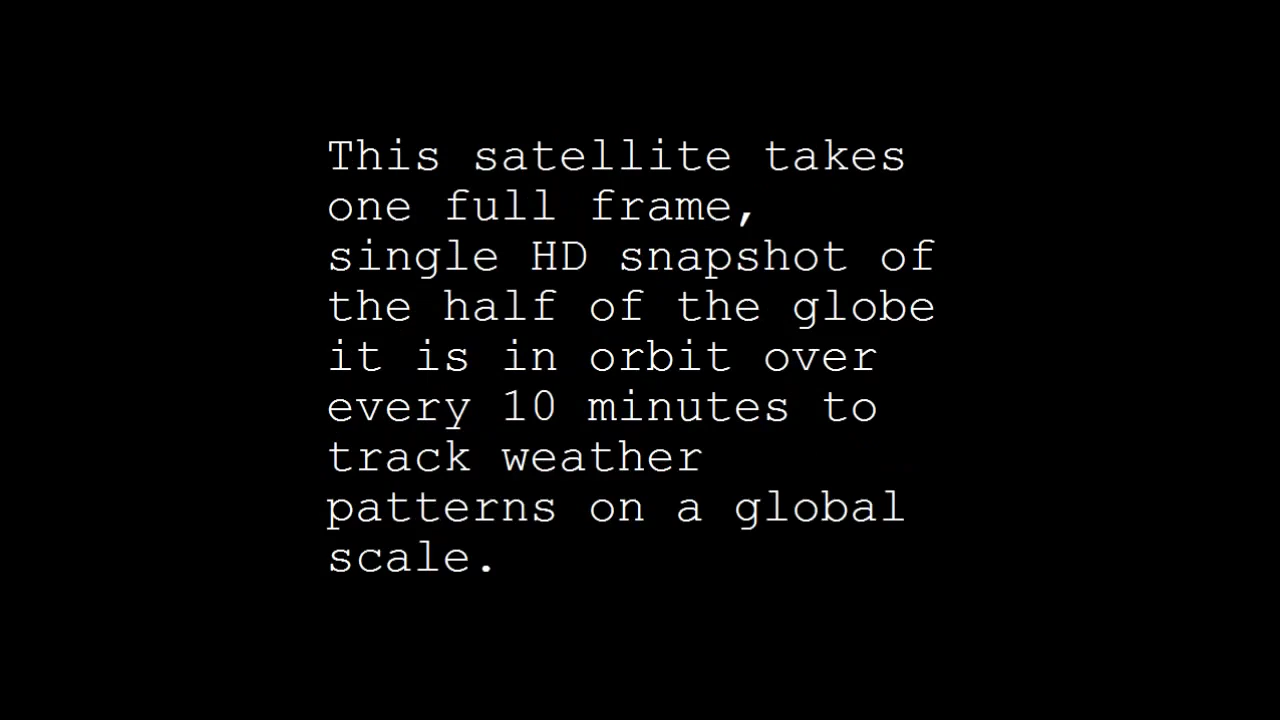 This satellite takes
one full frame,
single HD snapshot of
the half of the globe
it is in orbit over
every 10 minutes to
track weather
patterns on a global
scale.